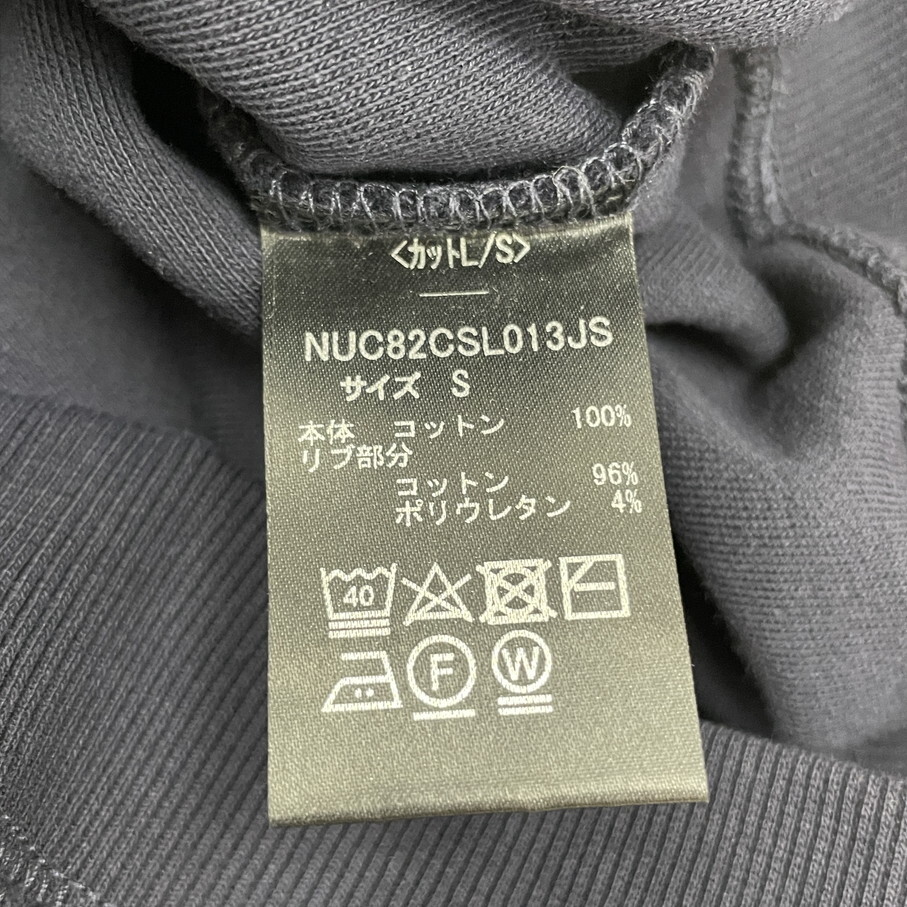 <カットL/S>
NUC82CSL013JS
サイズ S
本体 コットン 100%
リブ部分
コットン 96%
ポリウレタン 4%
40
F W